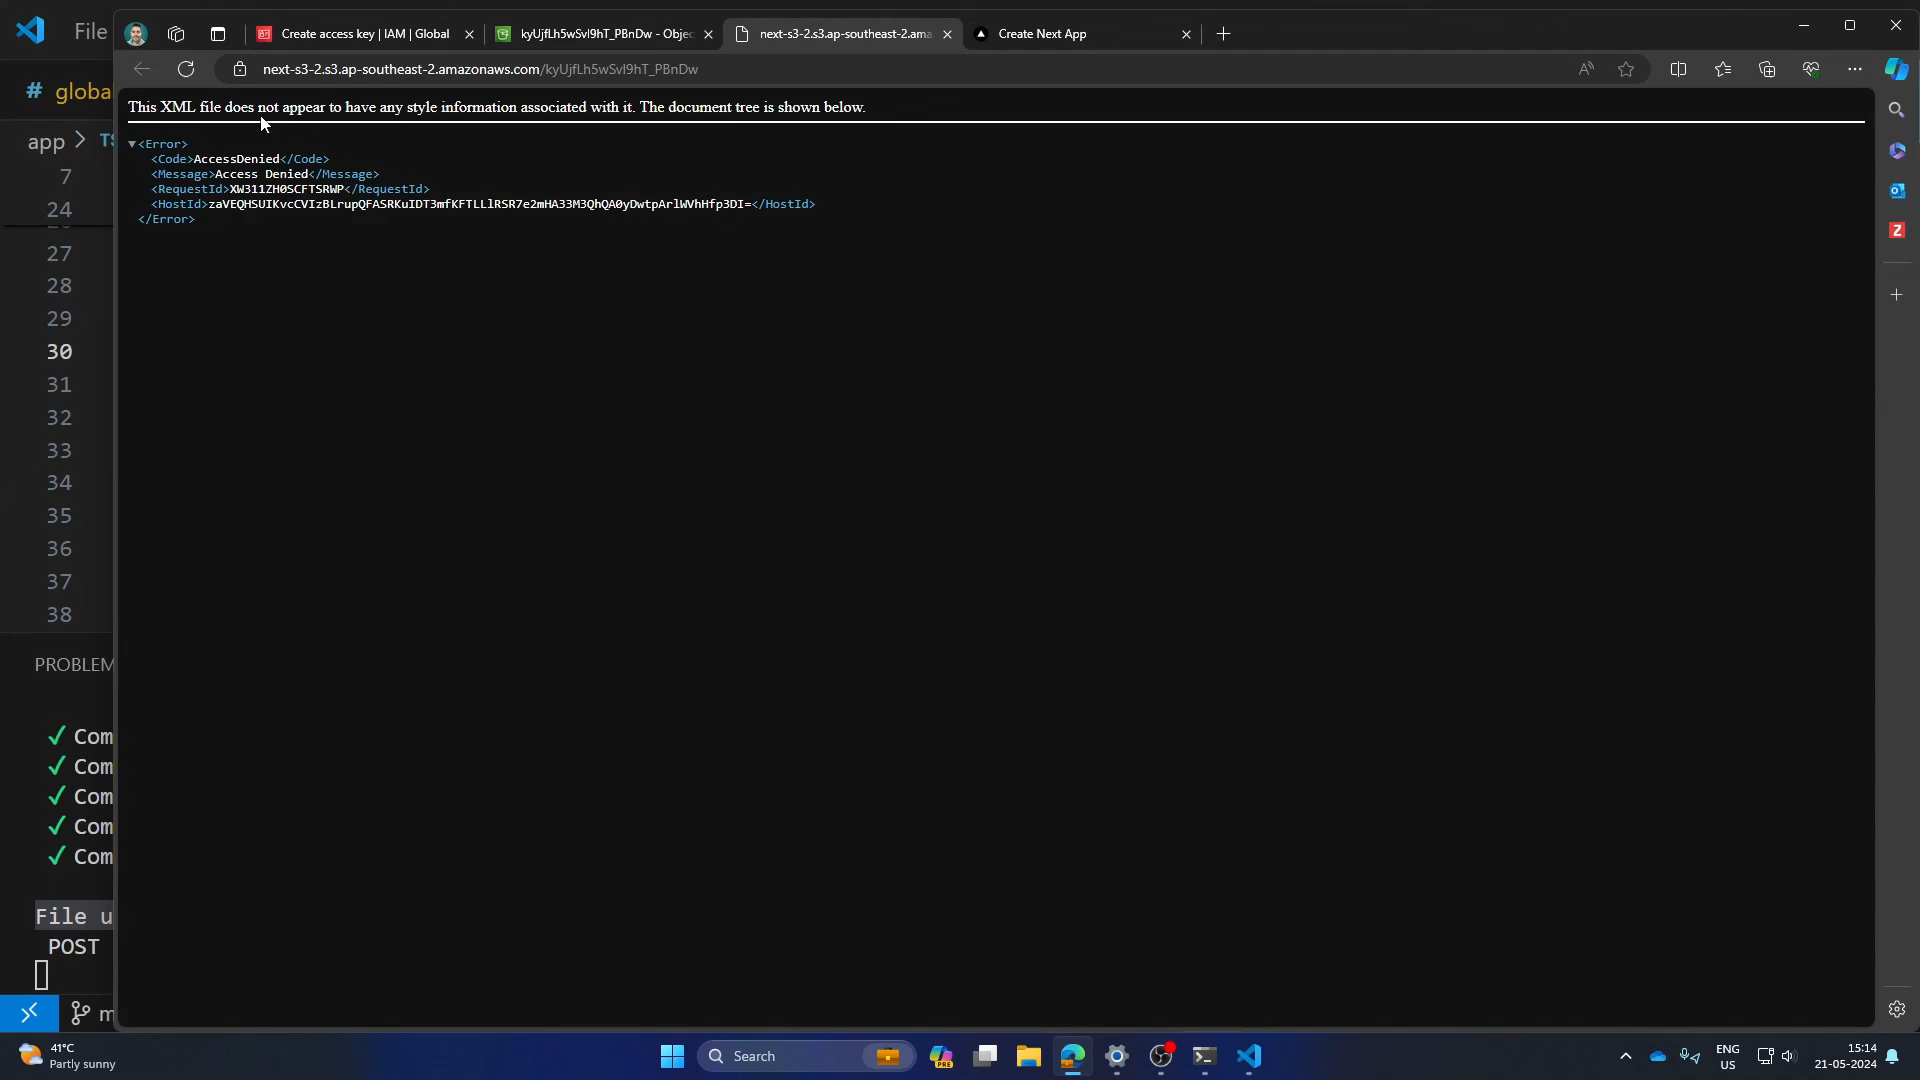 File
Create access key | IAM | Global
kyUjfLh5wSvl9hT_PBnDw - Objec
next-s3-2.s3.ap-southeast-2.ama
Create Next App
next-s3-2.s3.ap-southeast-2.amazonaws.com/kyUjfLh5wSvl9hT_PBnDw
# globa
app > TS
This XML file does not appear to have any style information associated with it. The document tree is shown below.
<Error>
<Code>AccessDenied</Code>
<Message>Access Denied</Message>
<RequestId>XW311ZH0SCFTSRWP</RequestId>
<HostId>zaVEQHSUIKvcCVIzBLrupQFASRKuIDT3mfKFTLLlRSR7e2mHA33M3QhQA0yDwtpArlWVhHfp3DI=</HostId>
</Error>
7
24
27
28
29
30
31
32
33
34
35
36
37
38
PROBLEM
✓ Com
✓ Com
✓ Com
✓ Com
✓ Com
File u
POST
m
41°C
Partly sunny
Search
PRE
Z
ENG
US
15:14
21-05-2024